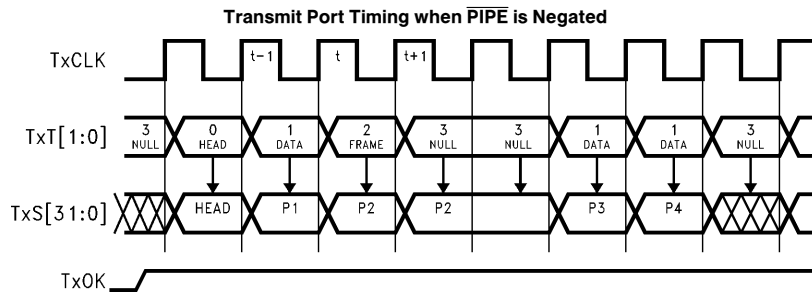 Transmit Port Timing when PIPE is Negated
TxCLK
t-1 t t+1
TxT[1:0]
3 0 1 2 3 3 1 1 3
NULL HEAD DATA FRAME NULL NULL DATA DATA NULL
TxS[31:0]
HEAD P1 P2 P2 P3 P4
TxOK